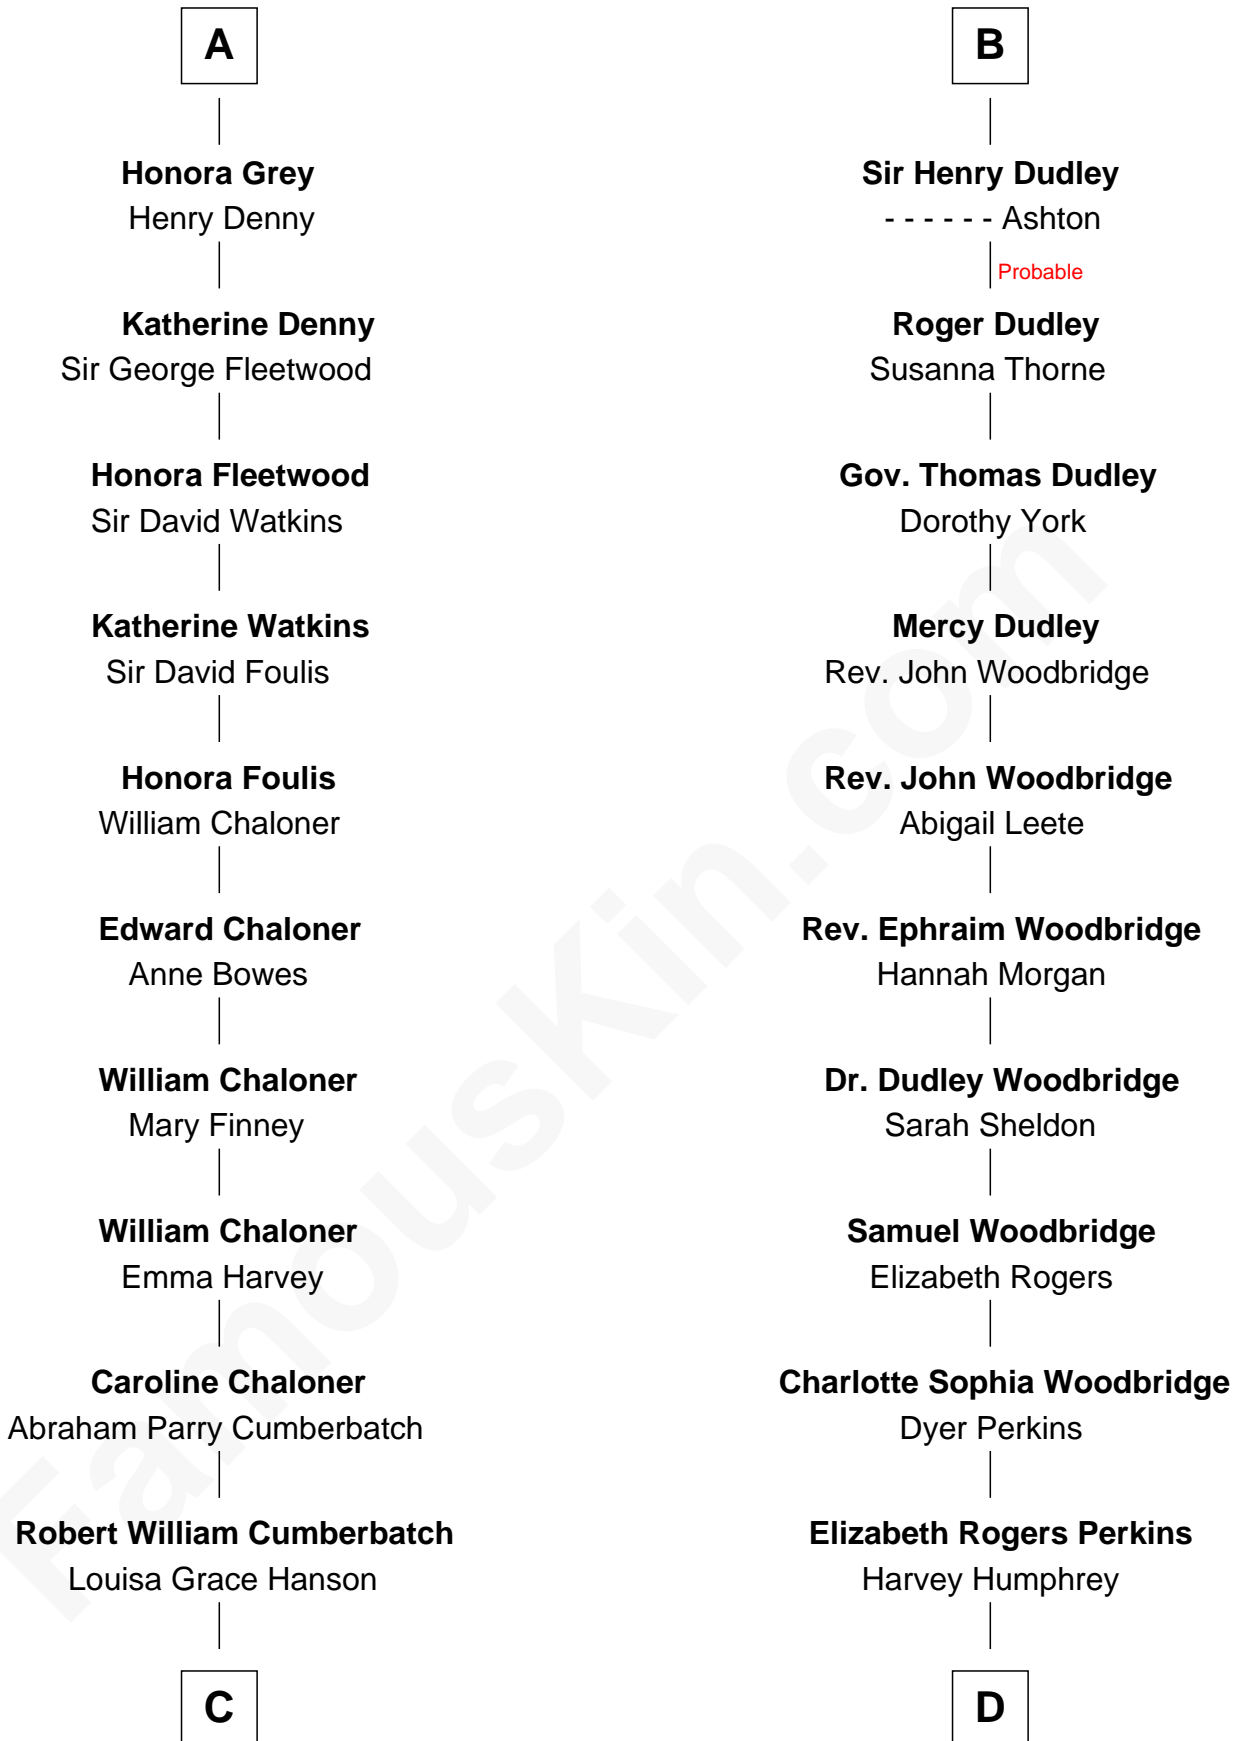 A
Honora Grey
Henry Denny
Katherine Denny
Sir George Fleetwood
Honora Fleetwood
Sir David Watkins
Katherine Watkins
Sir David Foulis
Honora Foulis
William Chaloner
Edward Chaloner
Anne Bowes
William Chaloner
Mary Finney
William Chaloner
Emma Harvey
Caroline Chaloner
Abraham Parry Cumberbatch
Robert William Cumberbatch
Louisa Grace Hanson
C
B
Sir Henry Dudley
- - - - - - Ashton
Probable
Roger Dudley
Susanna Thorne
Gov. Thomas Dudley
Dorothy York
Mercy Dudley
Rev. John Woodbridge
Rev. John Woodbridge
Abigail Leete
Rev. Ephraim Woodbridge
Hannah Morgan
Dr. Dudley Woodbridge
Sarah Sheldon
Samuel Woodbridge
Elizabeth Rogers
Charlotte Sophia Woodbridge
Dyer Perkins
Elizabeth Rogers Perkins
Harvey Humphrey
D
FamousKin.com